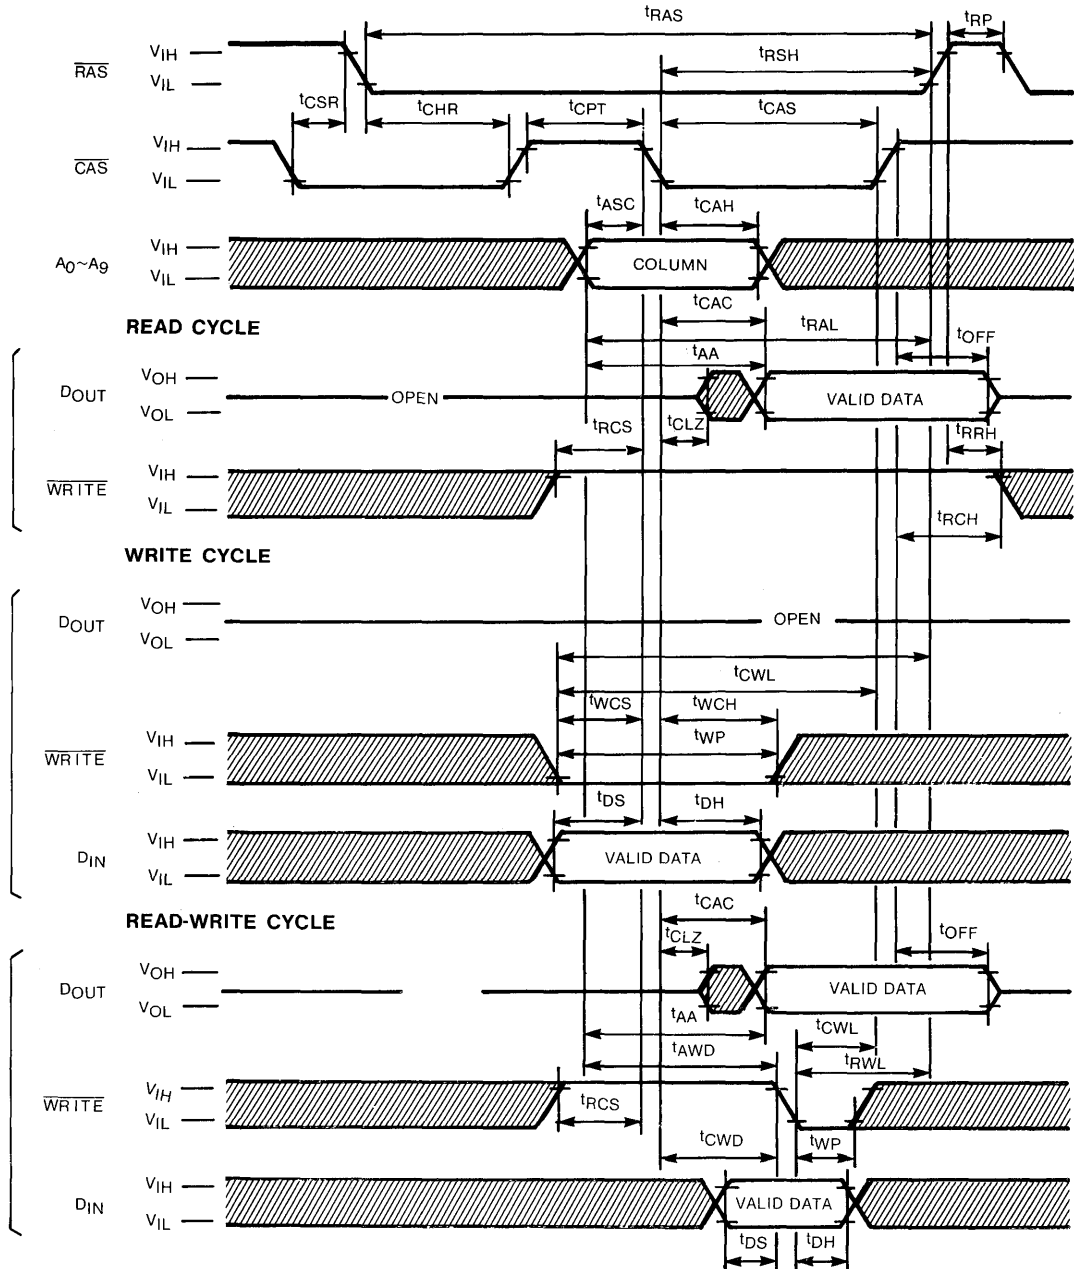 tRAS tRP
RAS VIH VIL tRSH
tCSR tCHR tCPT tCAS
CAS VIH VIL
tASC tCAH
A0~A9 VIH VIL COLUMN
tCAC
READ CYCLE
tRAL
tAA tOFF
DOUT VOH VOL OPEN VALID DATA
tRCS tCLZ tRRH
WRITE VIH VIL
tRCH
WRITE CYCLE
DOUT VOH VOL OPEN
tCWL
tWCS tWCH
WRITE VIH VIL tWP
tDS tDH
DIN VIH VIL VALID DATA
READ-WRITE CYCLE
tCAC
tCLZ tOFF
DOUT VOH VOL VALID DATA
tAA tCWL
tAWD tRWL
WRITE VIH VIL
tRCS
tCWD tWP
DIN VIH VIL VALID DATA
tDS tDH